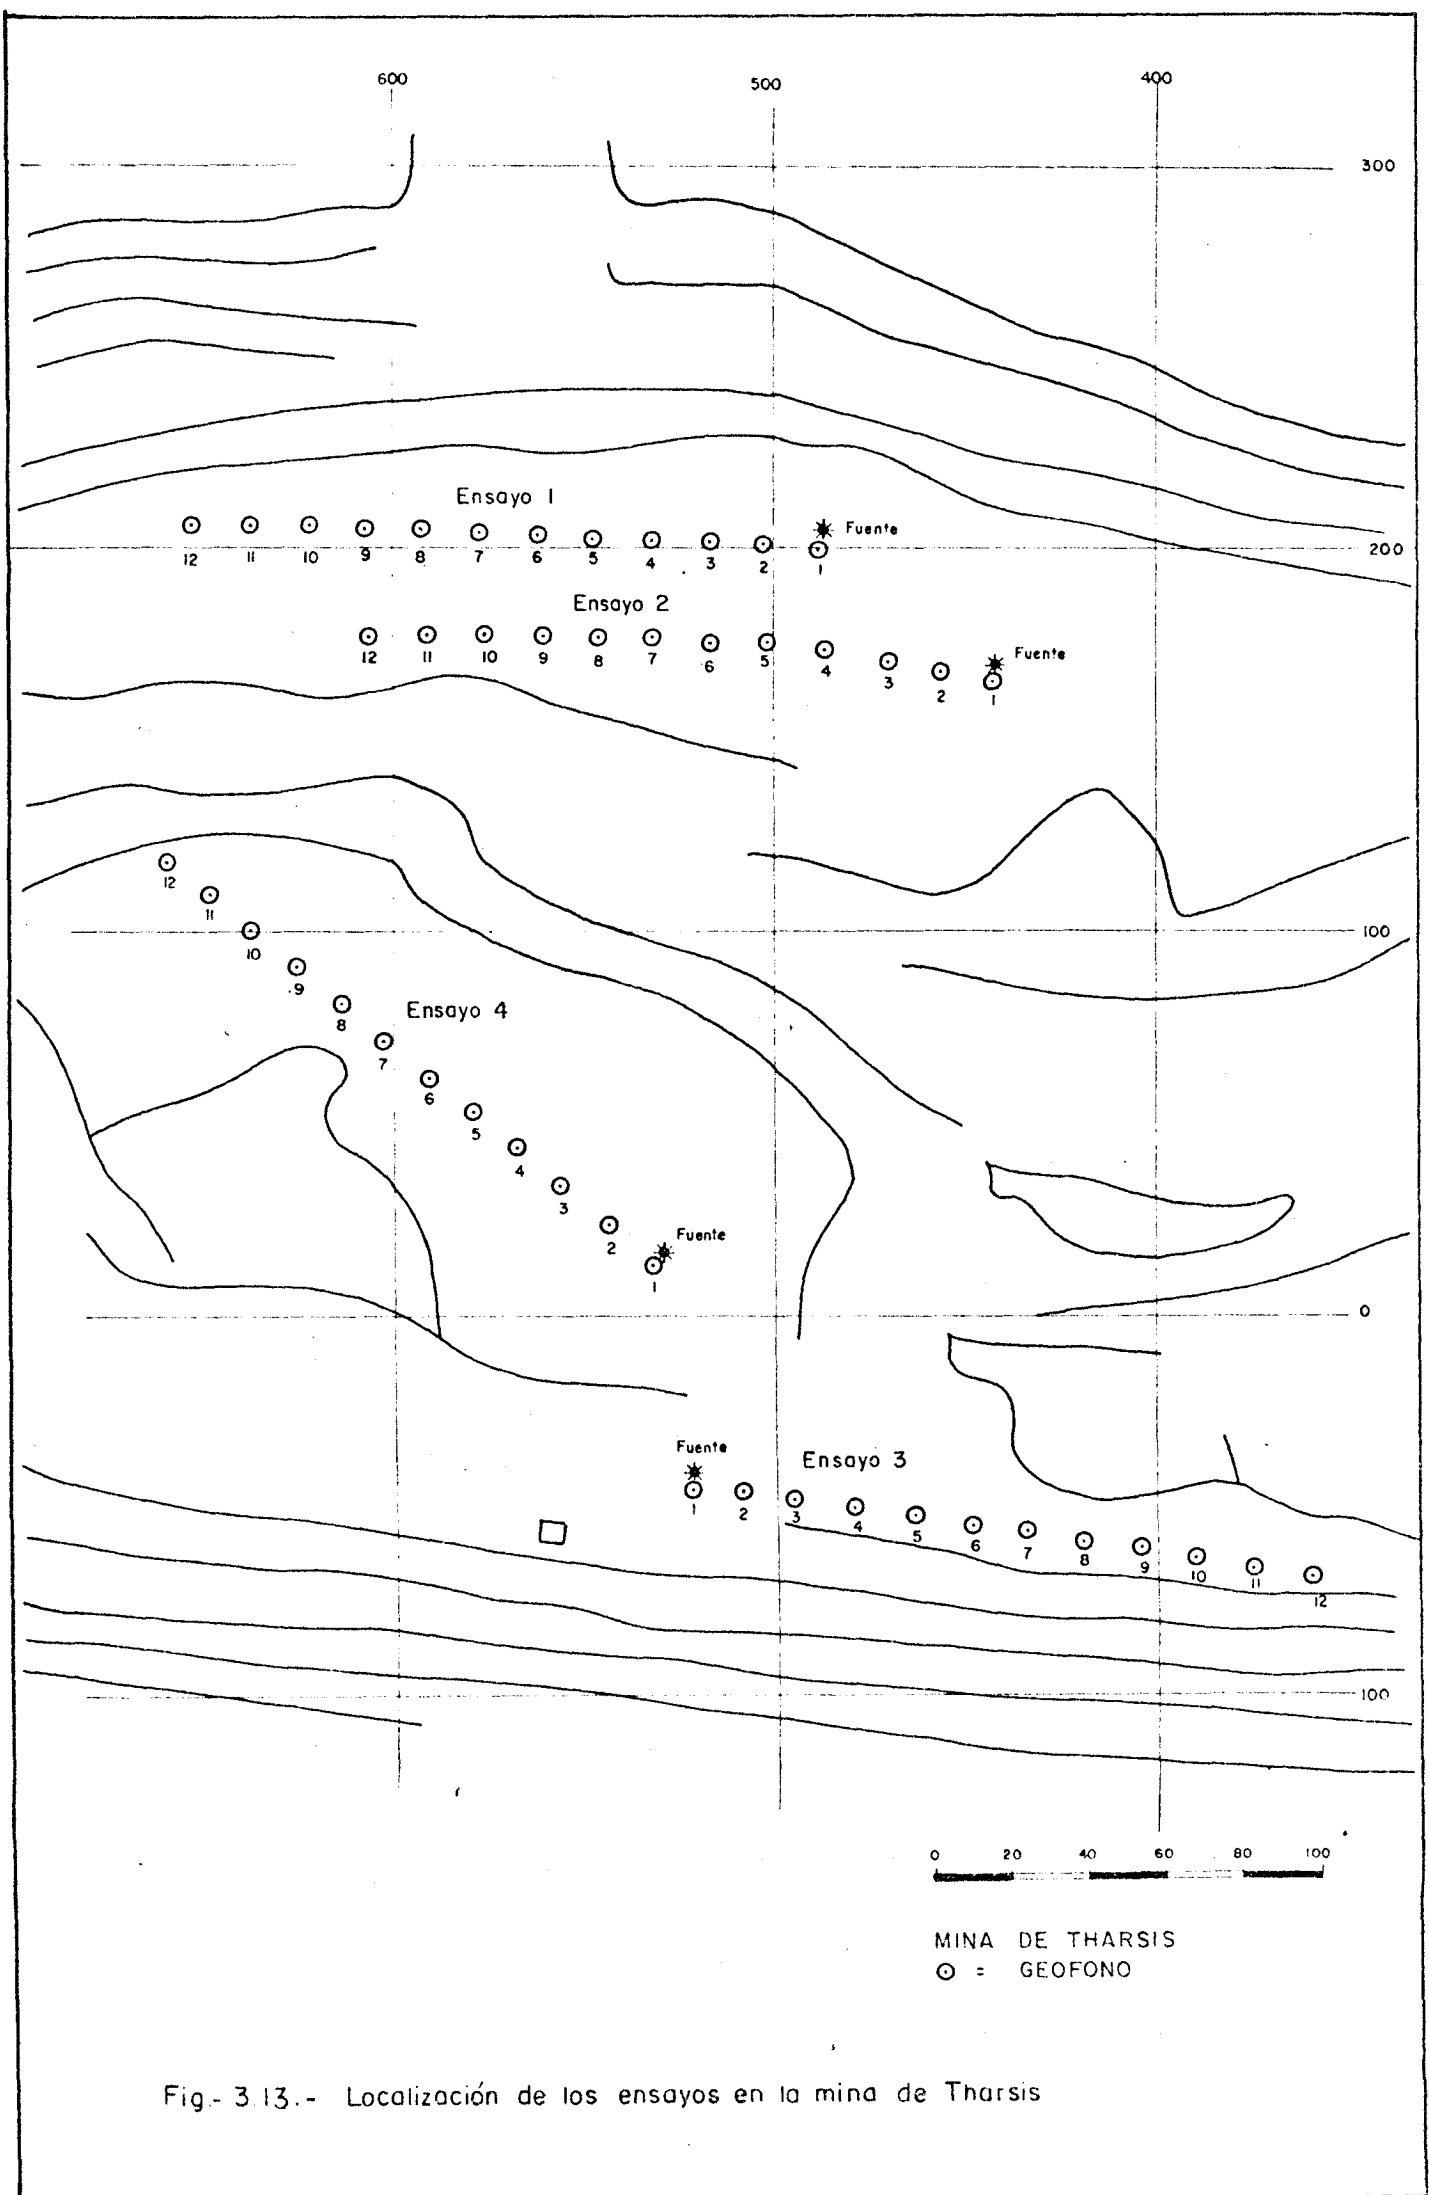 600 500 400
300
Ensayo 1
Fuente
12 11 10 9 8 7 6 5 4 3 2 1
200
Ensayo 2
Fuente
12 11 10 9 8 7 6 5 4 3 2 1
12
11
100
10
9
Ensayo 4
8
7
6
5
4
3
Fuente
2
1
0
Fuente
Ensayo 3
1 2 3 4 5 6 7 8 9 10 11 12
100
0 20 40 60 80 100
MINA DE THARSIS
= GEOFONO
Fig.- 3.13.- Localización de los ensayos en la mina de Tharsis